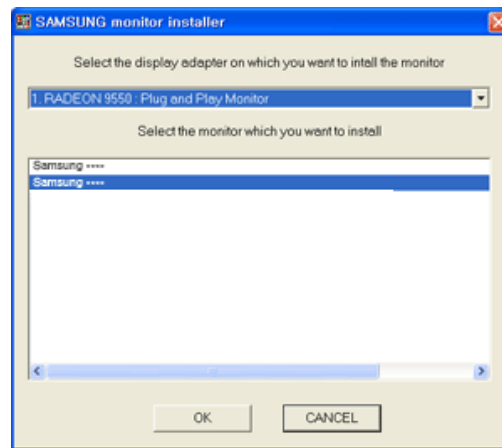 SAMSUNG monitor installer
Select the display adapter on which you want to intall the monitor
1. RADEON 9550 : Plug and Play Monitor
Select the monitor which you want to install
Samsung ----
Samsung ----
OK CANCEL